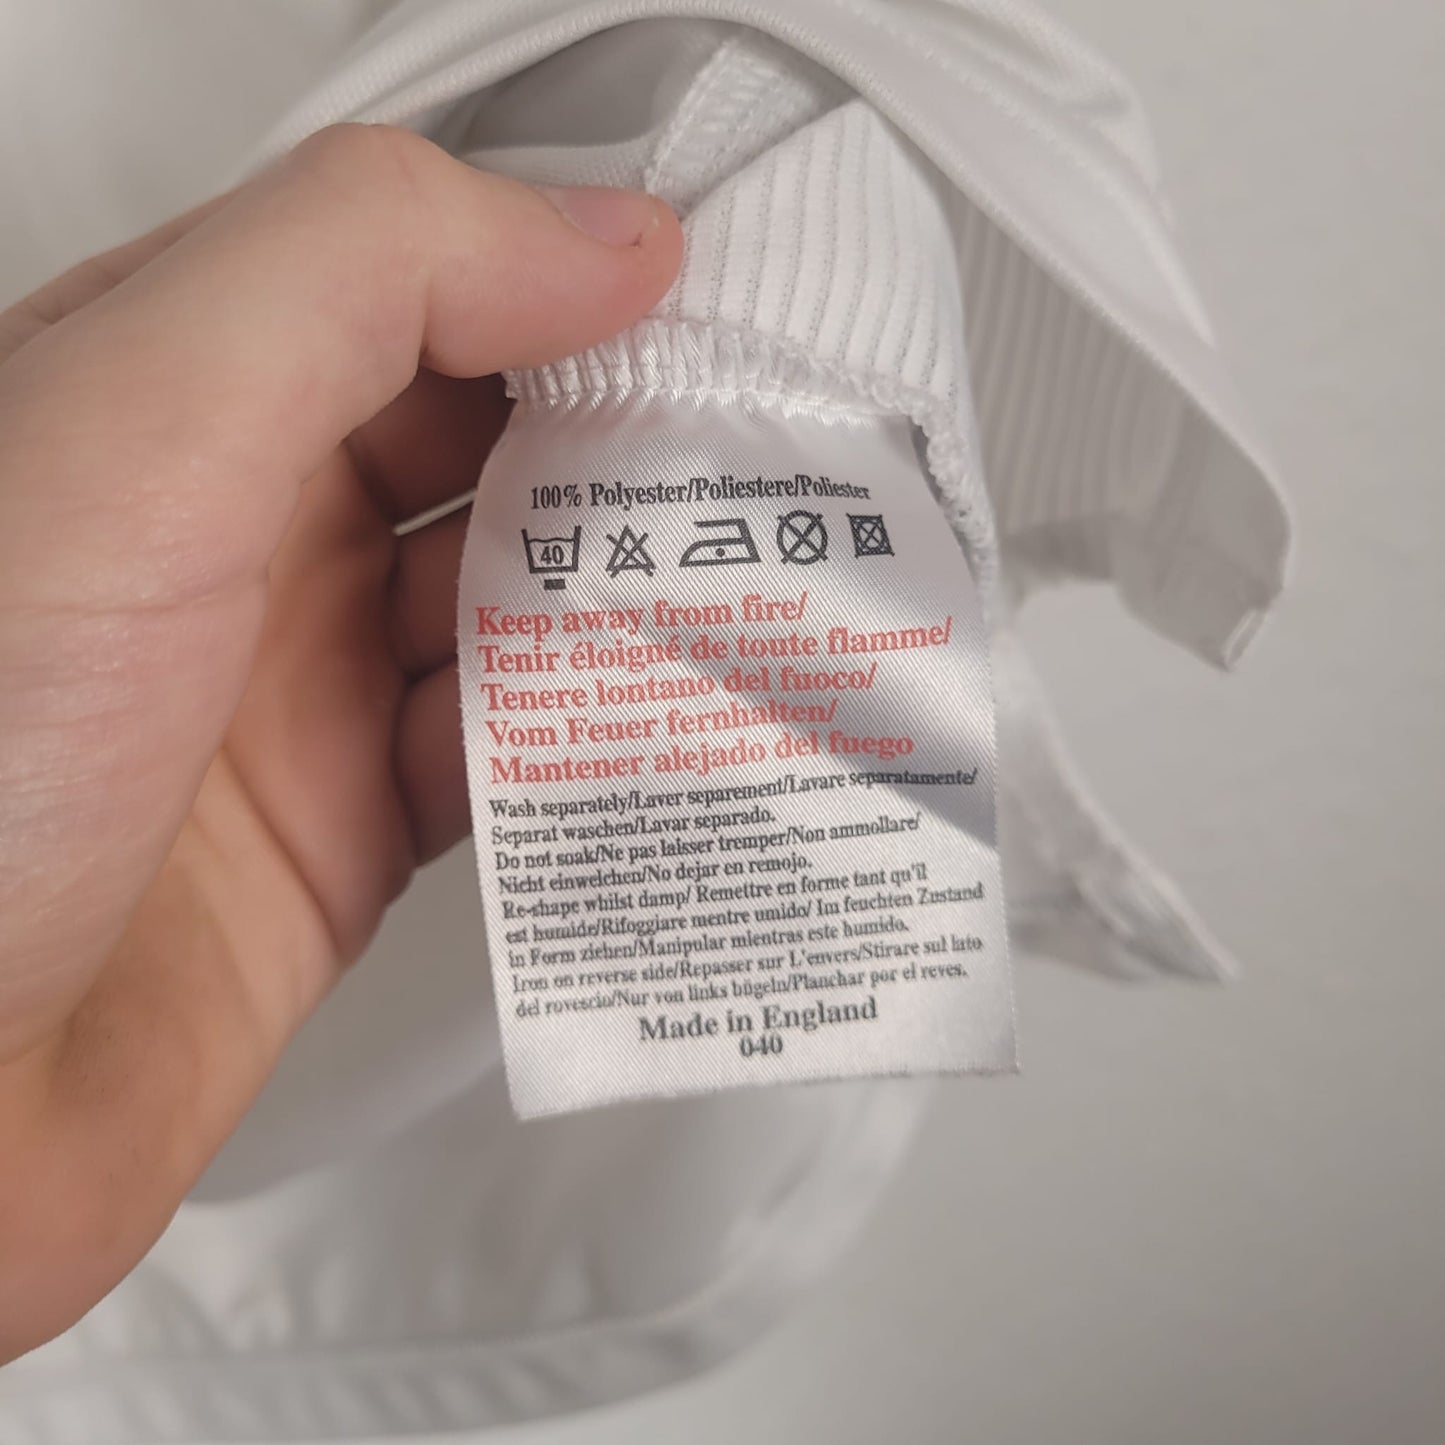 100% Polyester/Poliestere/Poliester
40
Keep away from fire/
Tenir éloigné de toute flamme/
Tenere lontano del fuoco/
Vom Feuer fernhalten/
Mantener alejado del fuego
Wash separately/Laver separement/Lavare separatamente/
Separat waschen/Lavar separado.
Do not soak/Ne pas laisser tremper/Non ammollare/
Nicht einweichen/No dejar en remojo.
Re-shape whilst damp/ Remettre en forme tant qu'il
est humide/Rifoggiare mentre umido/ Im feuchten Zustand
in Form ziehen/Manipular mientras este humido.
Iron on reverse side/Repasser sur L'envers/Stirare sul lato
del rovescio/Nur von links bügeln/Planchar por el reves.
Made in England
040